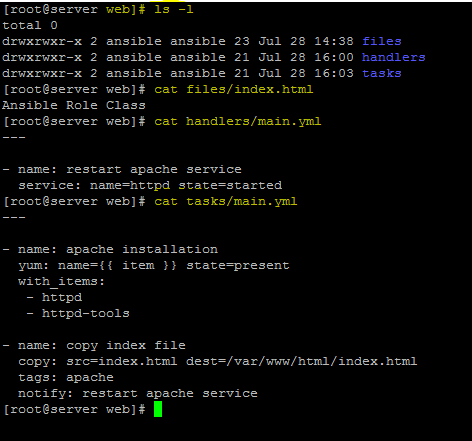 [root@server web]# ls -l
total 0
drwxrwxr-x 2 ansible ansible 23 Jul 28 14:38 files
drwxrwxr-x 2 ansible ansible 21 Jul 28 16:00 handlers
drwxrwxr-x 2 ansible ansible 21 Jul 28 16:03 tasks
[root@server web]# cat files/index.html
Ansible Role Class
[root@server web]# cat handlers/main.yml
---
- name: restart apache service
  service: name=httpd state=started
[root@server web]# cat tasks/main.yml
---
- name: apache installation
  yum: name={{ item }} state=present
  with_items:
   - httpd
   - httpd-tools
- name: copy index file
  copy: src=index.html dest=/var/www/html/index.html
  tags: apache
  notify: restart apache service
[root@server web]#